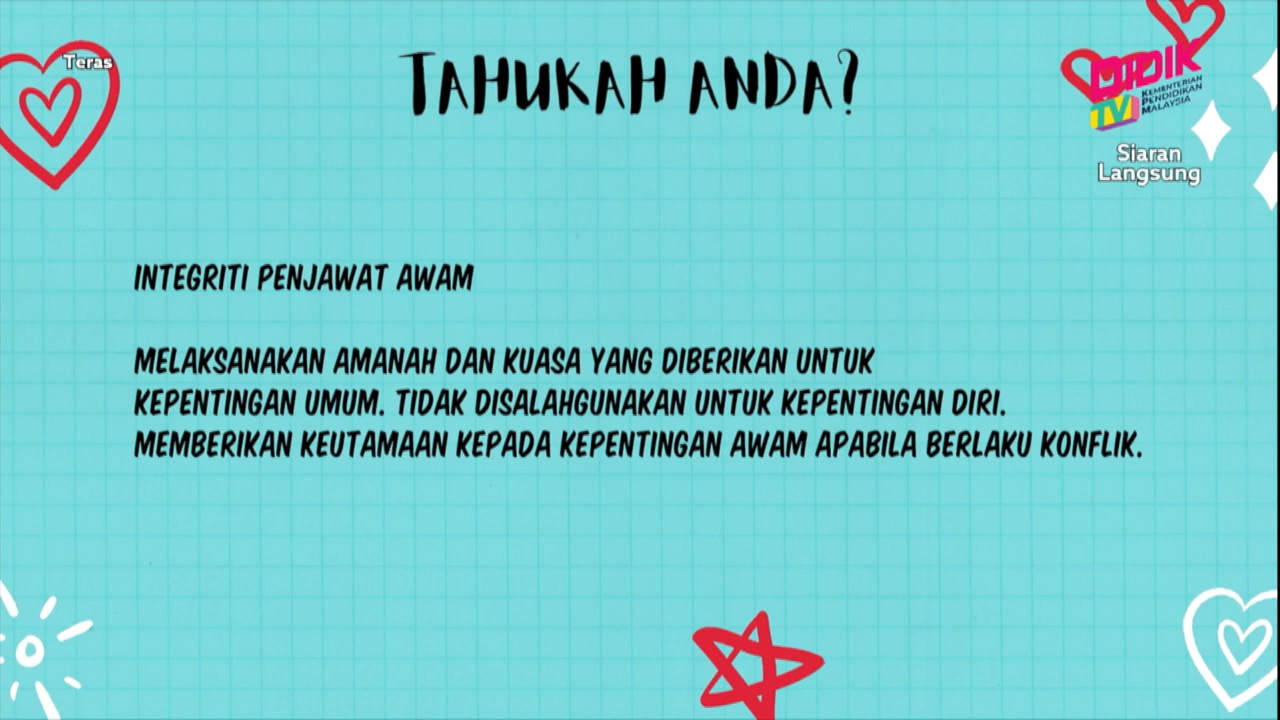 Teras
TAHUKAH ANDA?
DIDIK
TV
KEMENTERIAN
PENDIDIKAN
MALAYSIA
Siaran
Langsung
INTEGRITI PENJAWAT AWAM
MELAKSANAKAN AMANAH DAN KUASA YANG DIBERIKAN UNTUK
KEPENTINGAN UMUM. TIDAK DISALAHGUNAKAN UNTUK KEPENTINGAN DIRI.
MEMBERIKAN KEUTAMAAN KEPADA KEPENTINGAN AWAM APABILA BERLAKU KONFLIK.